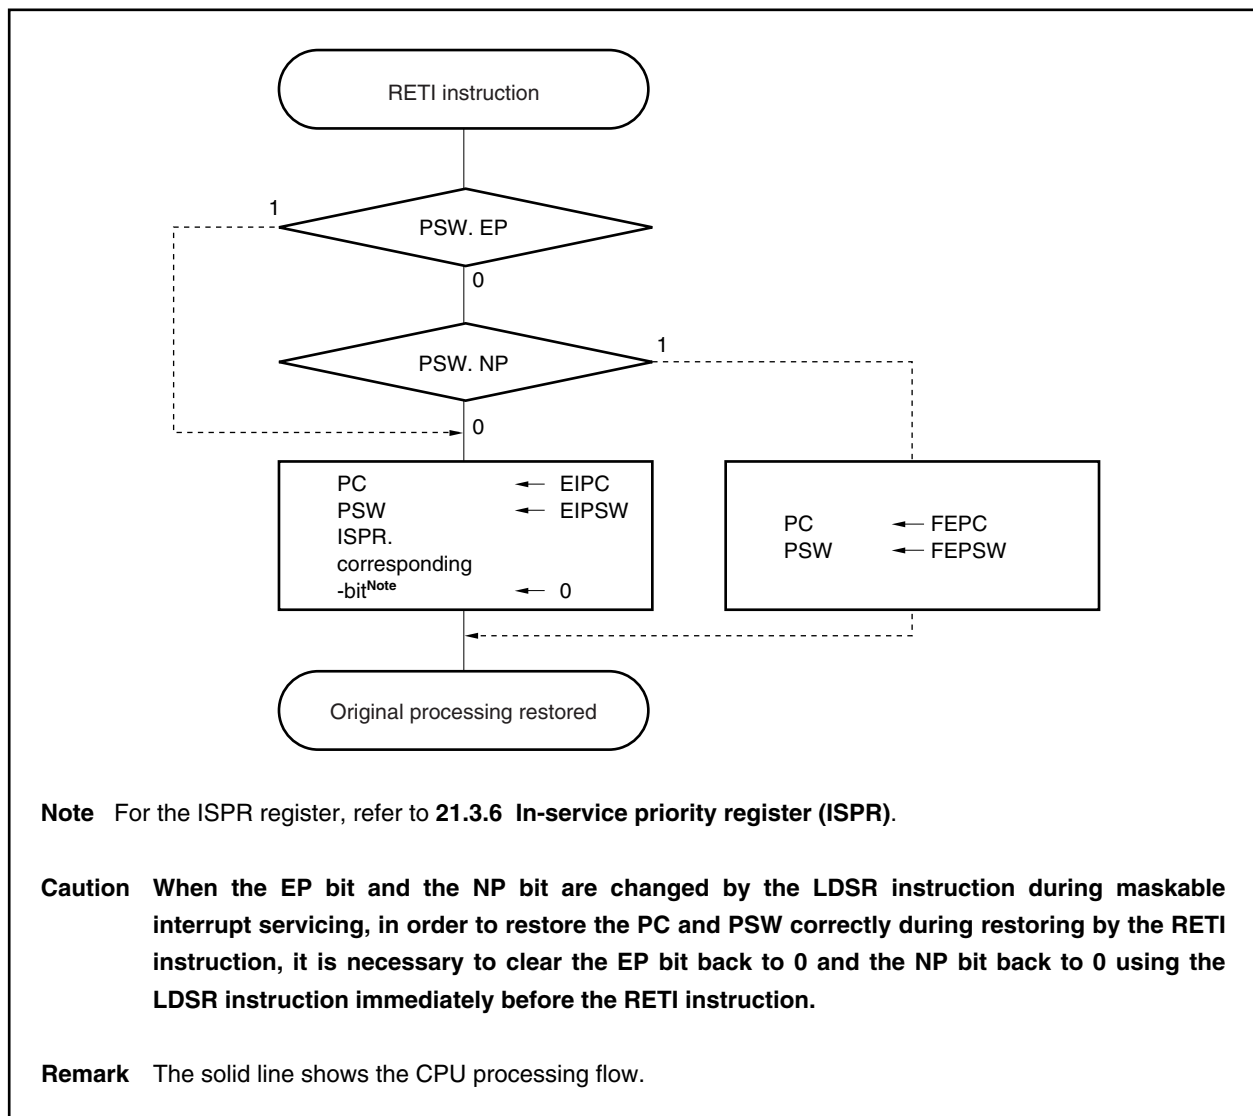 RETI instruction
1
PSW. EP
0
PSW. NP
1
0
PC ← EIPC
PSW ← EIPSW
ISPR.
corresponding
-bitNote ← 0
PC ← FEPC
PSW ← FEPSW
Original processing restored
Note For the ISPR register, refer to 21.3.6 In-service priority register (ISPR).
Caution When the EP bit and the NP bit are changed by the LDSR instruction during maskable
interrupt servicing, in order to restore the PC and PSW correctly during restoring by the RETI
instruction, it is necessary to clear the EP bit back to 0 and the NP bit back to 0 using the
LDSR instruction immediately before the RETI instruction.
Remark The solid line shows the CPU processing flow.